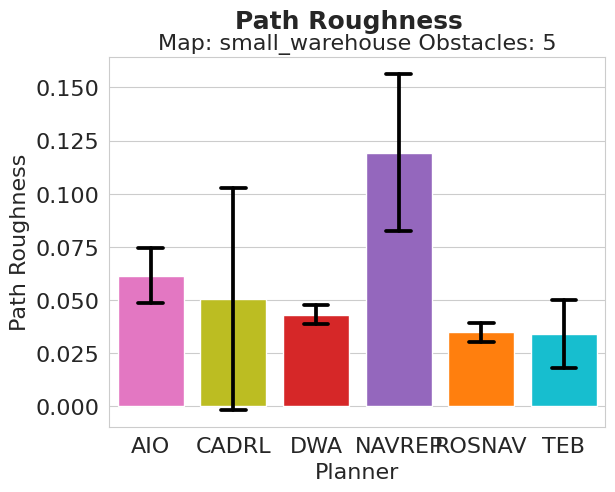 Path Roughness
Map: small_warehouse Obstacles: 5
Path Roughness
0.150
0.125
0.100
0.075
0.050
0.025
0.000
AIO CADRL DWA NAVREP ROSNAV TEB
Planner